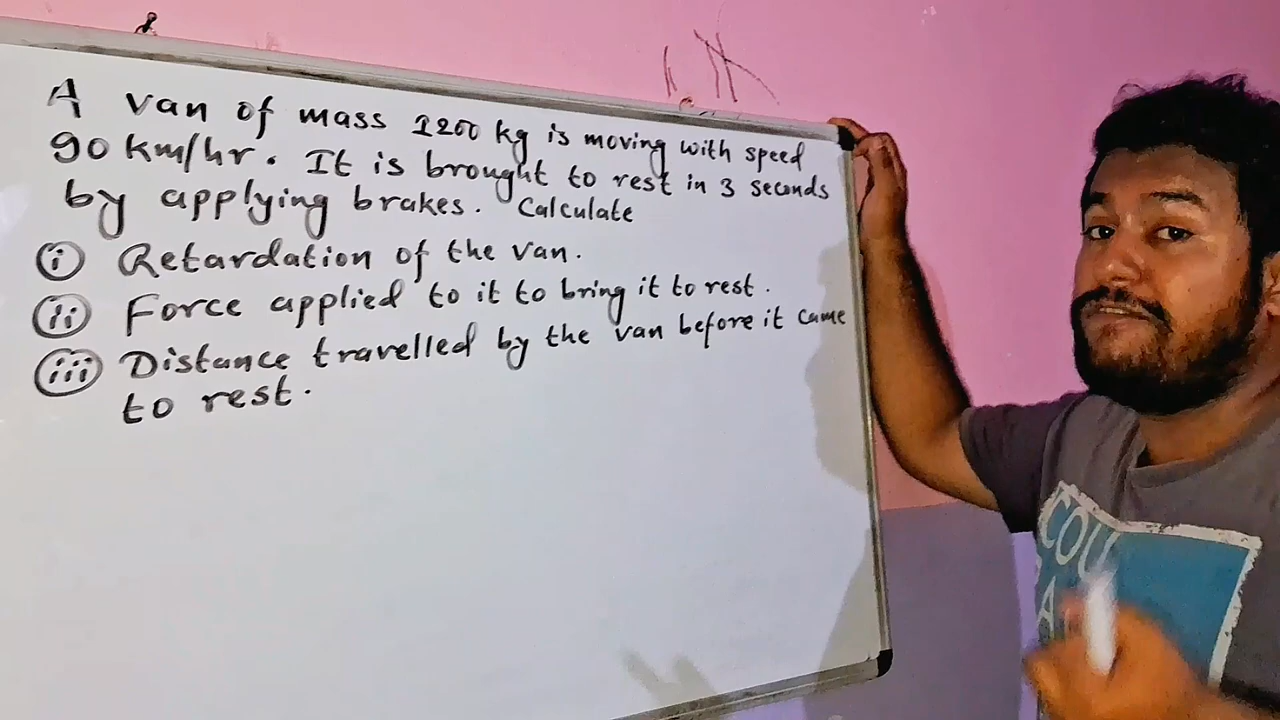 A van of mass 1200 kg is moving with speed
90 km/hr. It is brought to rest in 3 seconds
by applying brakes. Calculate
(i) Retardation of the van.
(ii) Force applied to it to bring it to rest.
(iii) Distance travelled by the van before it came
to rest.
COU